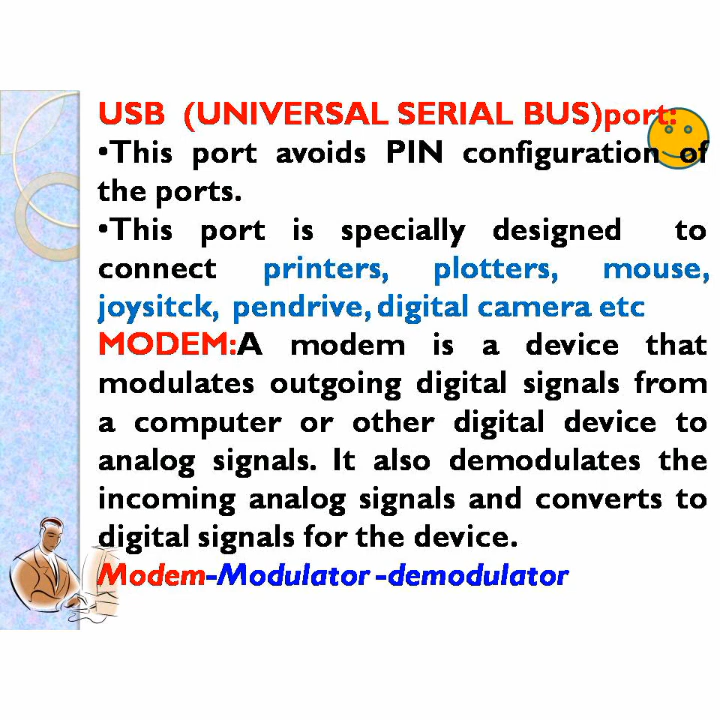 USB (UNIVERSAL SERIAL BUS)port:
•This port avoids PIN configuration of
the ports.
•This port is specially designed to
connect printers, plotters, mouse,
joysitck, pendrive, digital camera etc
MODEM:A modem is a device that
modulates outgoing digital signals from
a computer or other digital device to
analog signals. It also demodulates the
incoming analog signals and converts to
digital signals for the device.
Modem-Modulator -demodulator